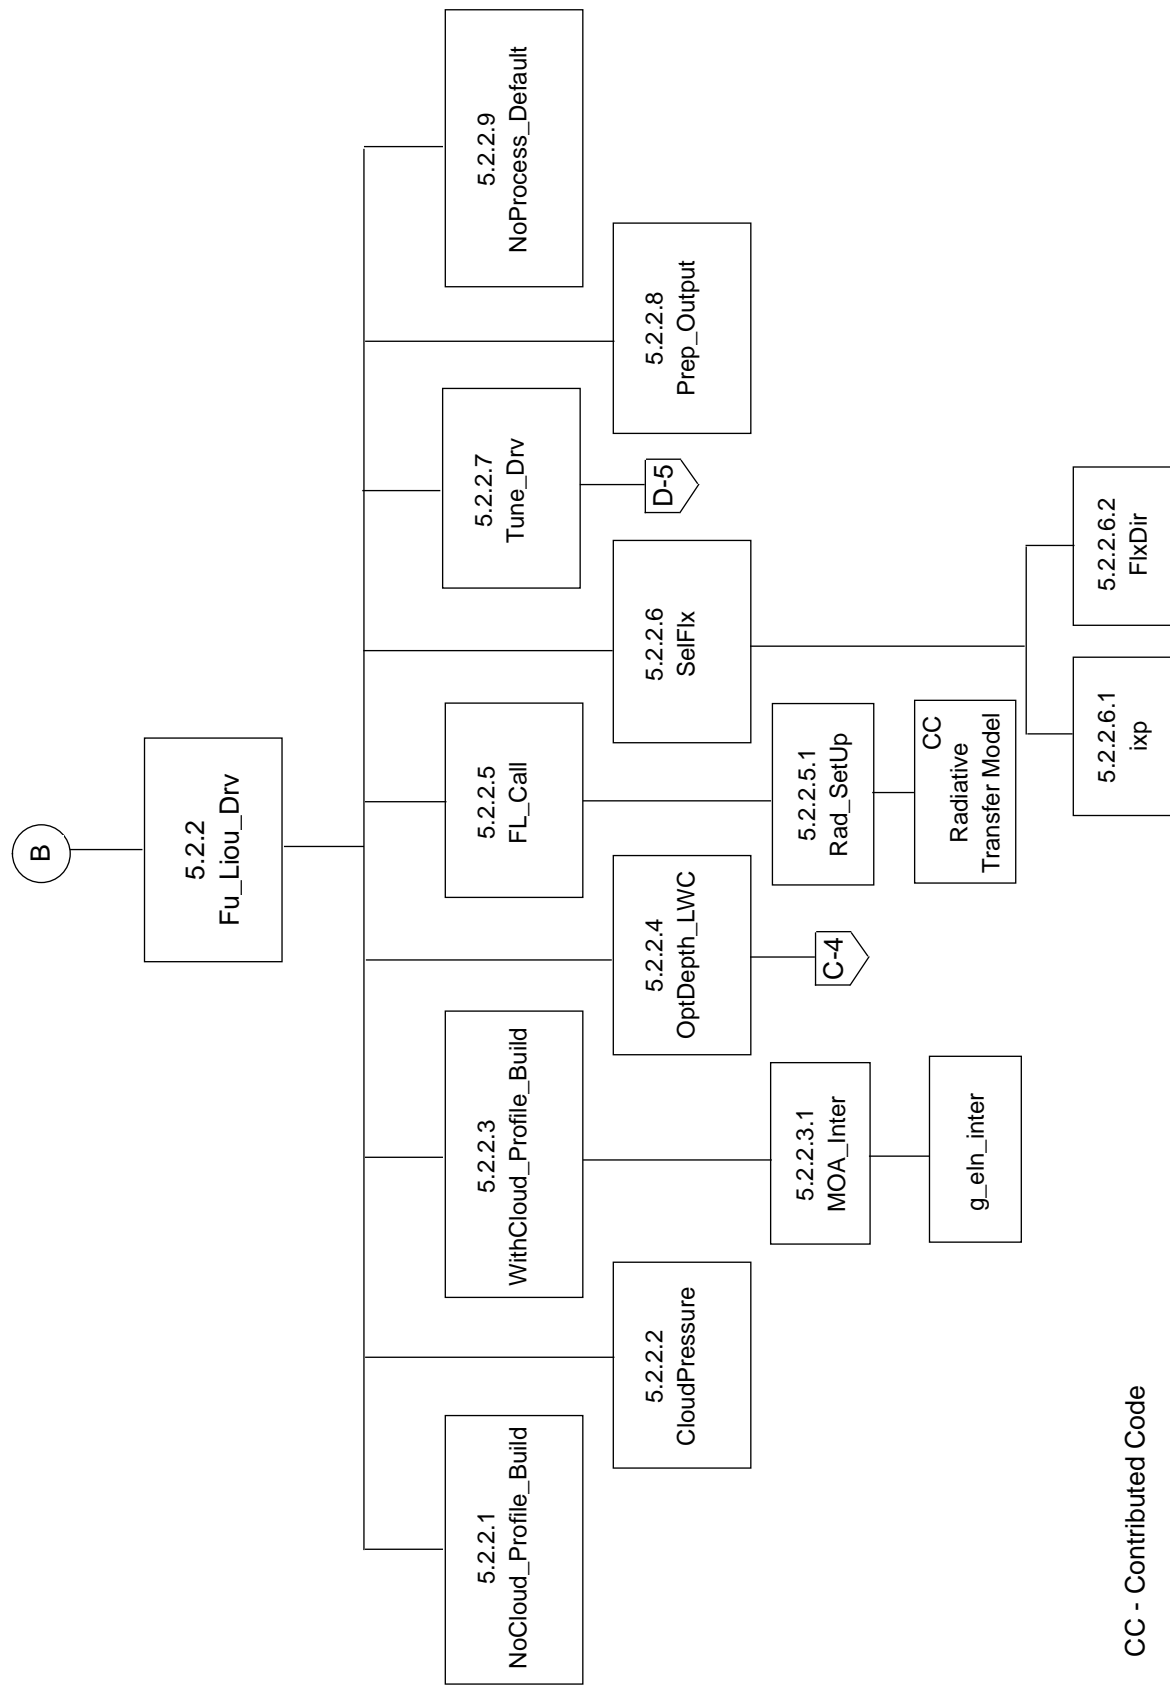 B
5.2.2
Fu_Liou_Drv
5.2.2.1
NoCloud_Profile_Build
5.2.2.2
CloudPressure
5.2.2.3
WithCloud_Profile_Build
5.2.2.3.1
MOA_Inter
g_eln_inter
5.2.2.4
OptDepth_LWC
C-4
5.2.2.5
FL_Call
5.2.2.5.1
Rad_SetUp
CC
Radiative
Transfer Model
5.2.2.6
SelFlx
5.2.2.6.1
ixp
5.2.2.6.2
FlxDir
5.2.2.7
Tune_Drv
D-5
5.2.2.8
Prep_Output
5.2.2.9
NoProcess_Default
CC - Contributed Code